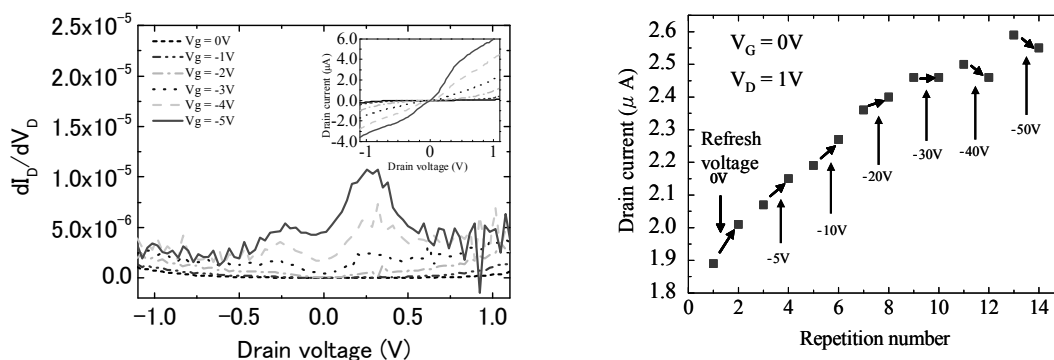 2.5x10⁻⁵
2.0x10⁻⁵
1.5x10⁻⁵
1.0x10⁻⁵
5.0x10⁻⁶
0.0
dI_D/dV_D
Vg = 0V
Vg = -1V
Vg = -2V
Vg = -3V
Vg = -4V
Vg = -5V
6.0
4.0
2.0
0.0
-2.0
-4.0
Drain current (μA)
-1 0 1
Drain voltage (V)
-1.0 -0.5 0.0 0.5 1.0
Drain voltage (V)
2.6
2.5
2.4
2.3
2.2
2.1
2.0
1.9
1.8
Drain current (μ A)
V_G = 0V
V_D = 1V
Refresh
voltage
0V
-5V
-10V
-20V
-30V
-40V
-50V
0 2 4 6 8 10 12 14
Repetition number